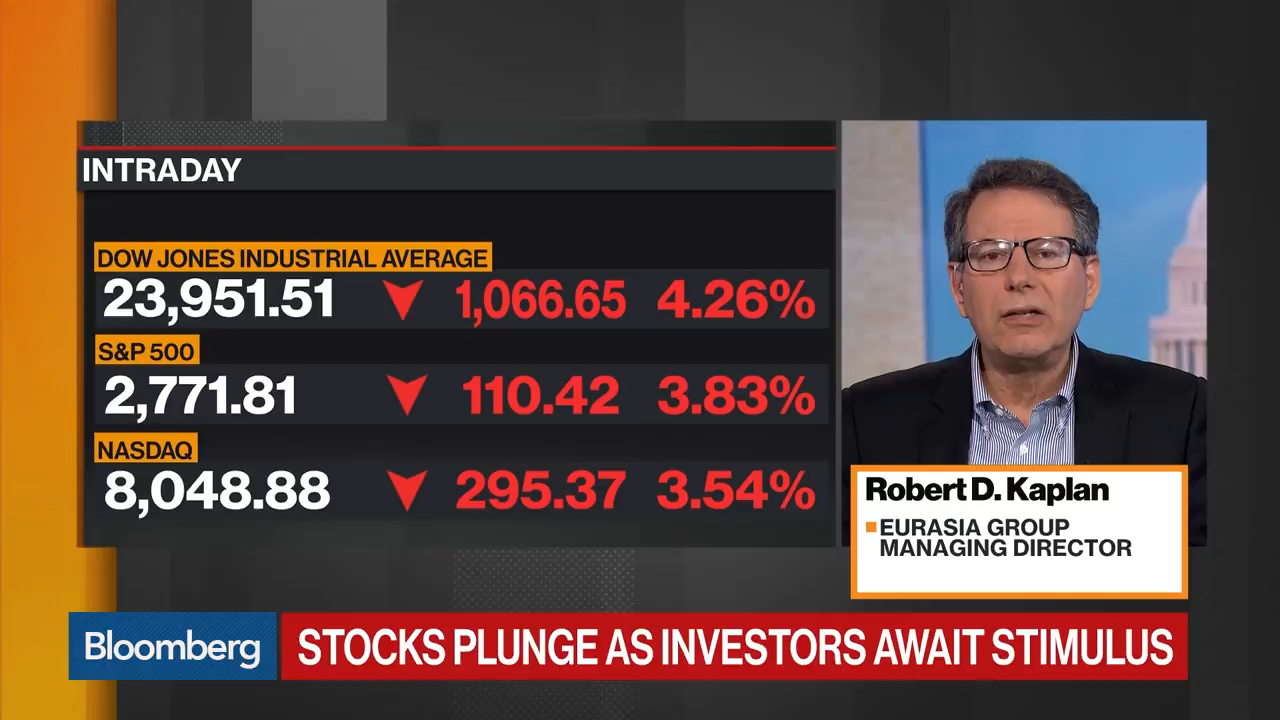 INTRADAY
DOW JONES INDUSTRIAL AVERAGE
23,951.51 ▼ 1,066.65 4.26%
S&P 500
2,771.81 ▼ 110.42 3.83%
NASDAQ
8,048.88 ▼ 295.37 3.54%
Robert D. Kaplan
EURASIA GROUP
MANAGING DIRECTOR
Bloomberg STOCKS PLUNGE AS INVESTORS AWAIT STIMULUS